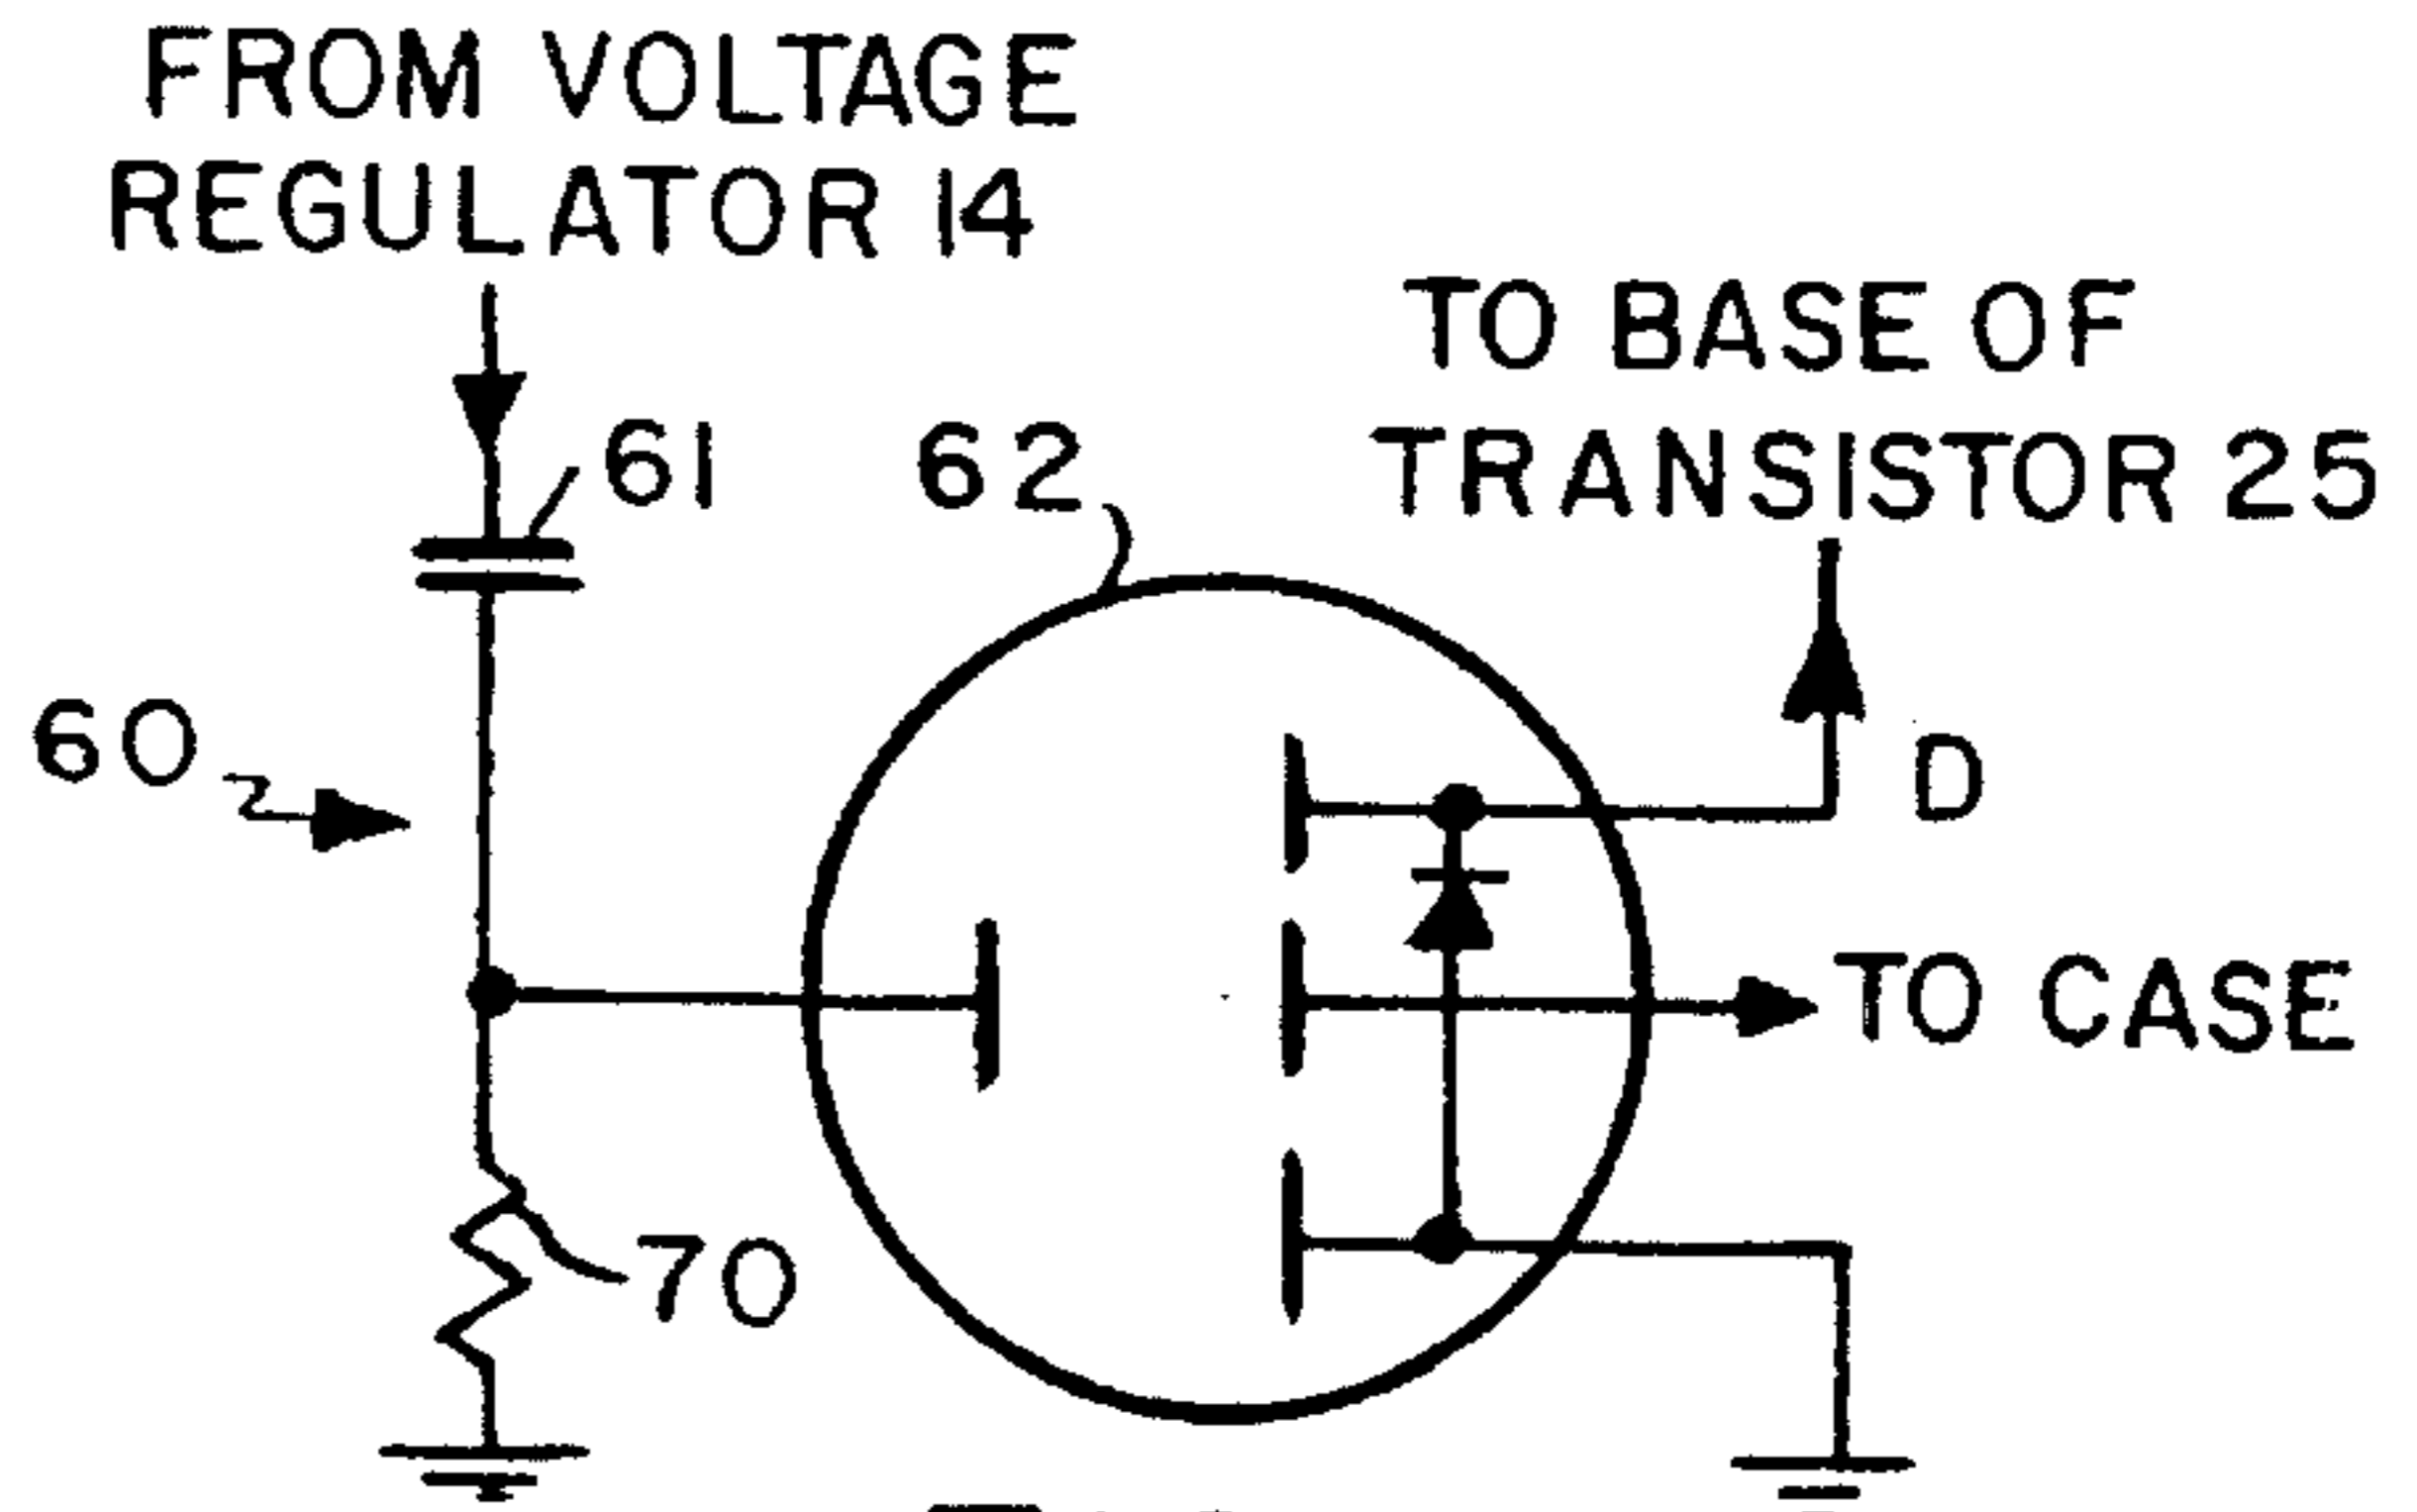 FROM VOLTAGE
REGULATOR 14
TO BASE OF
TRANSISTOR 25
61
62
60
D
TO CASE
70